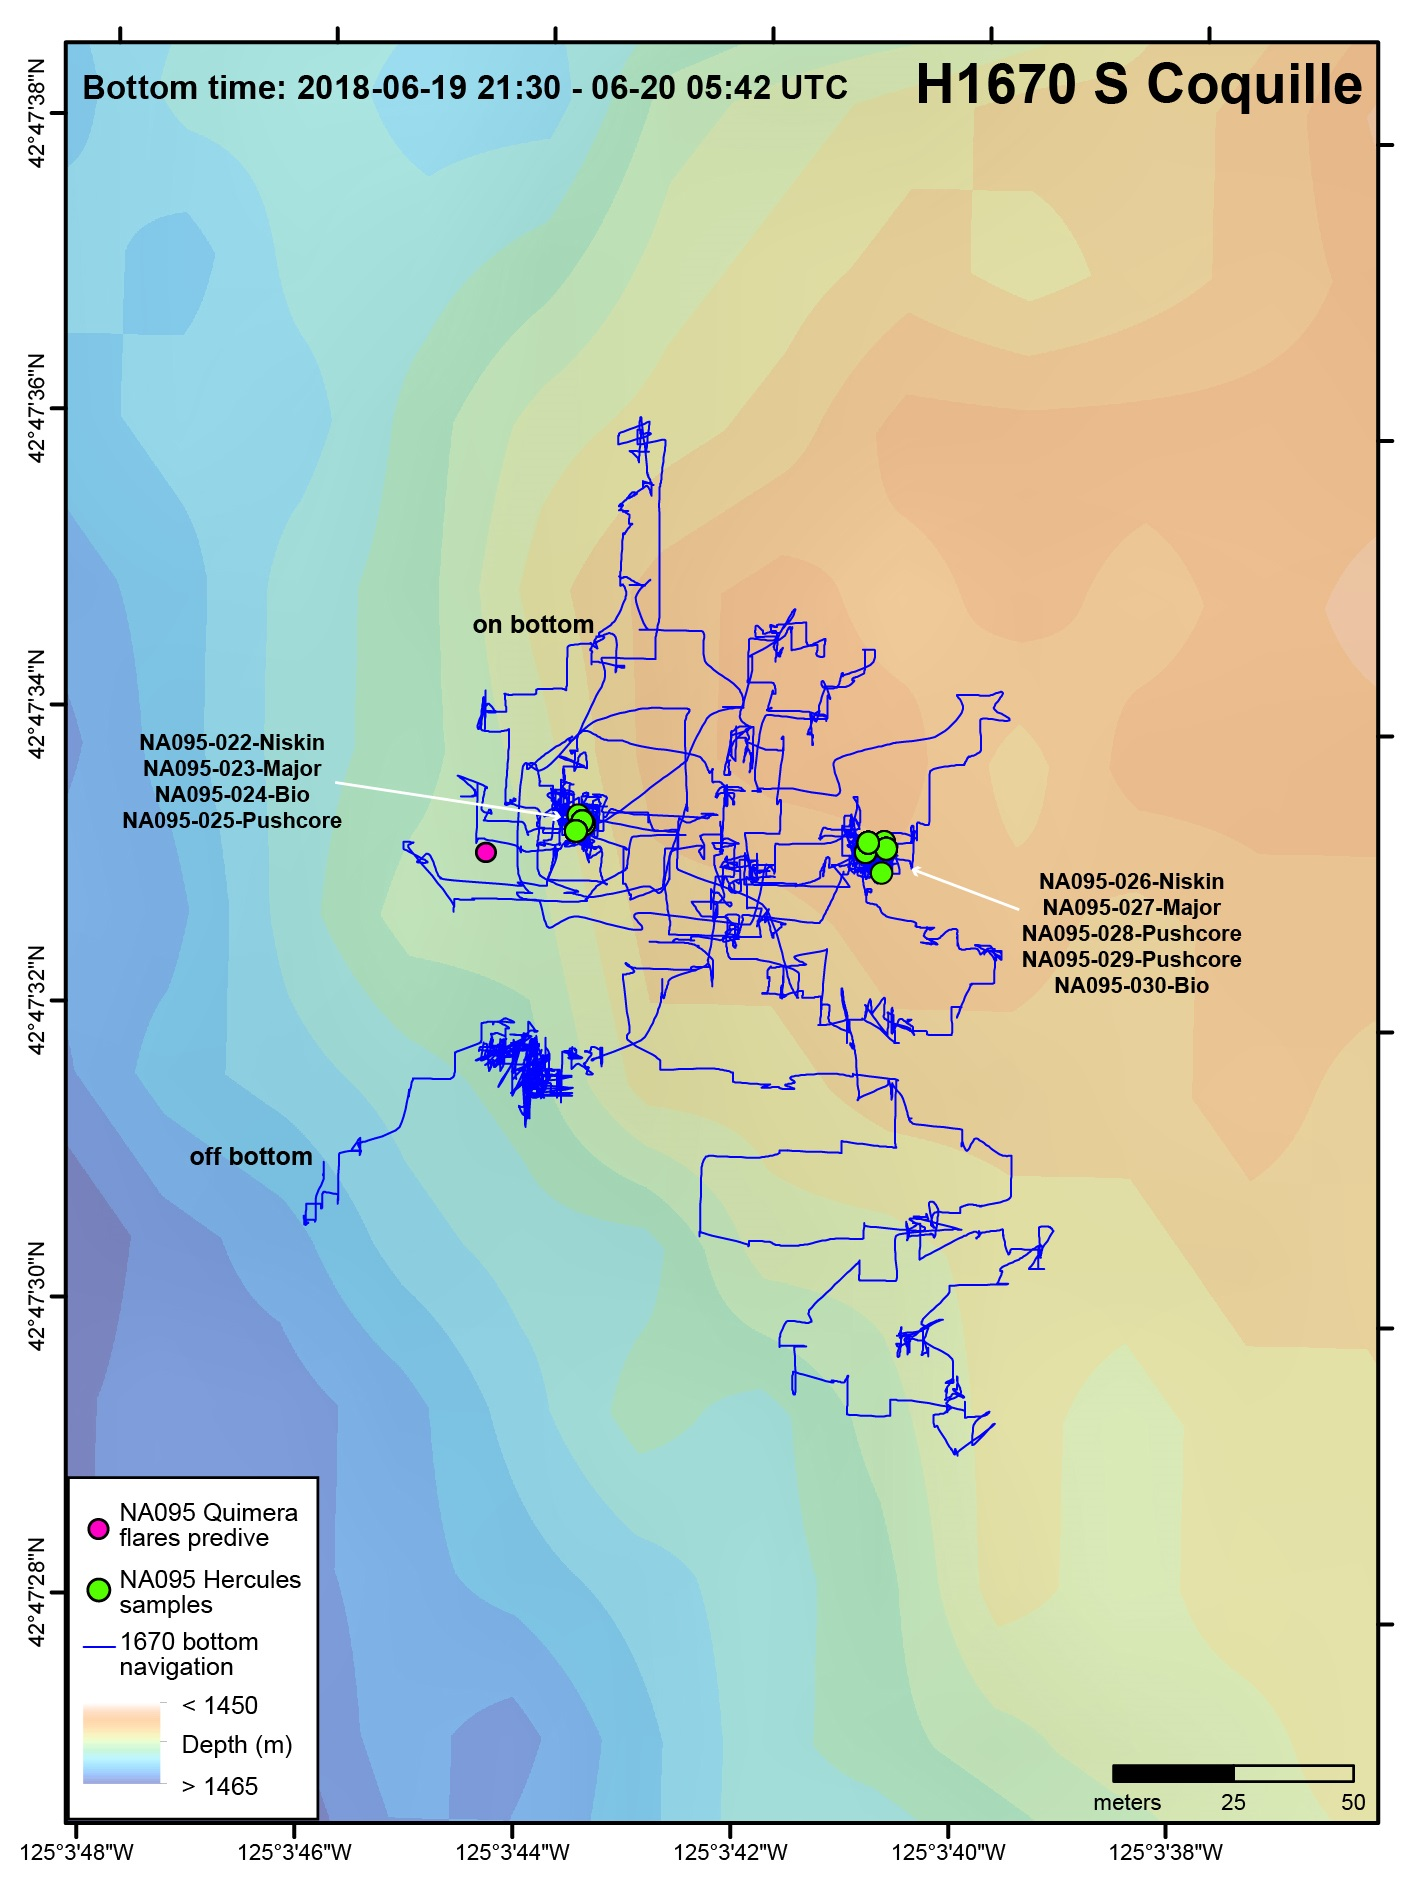 Bottom time: 2018-06-19 21:30 - 06-20 05:42 UTC
H1670 S Coquille
42°47'38"N
42°47'36"N
42°47'34"N
42°47'32"N
42°47'30"N
42°47'28"N
on bottom
NA095-022-Niskin
NA095-023-Major
NA095-024-Bio
NA095-025-Pushcore
NA095-026-Niskin
NA095-027-Major
NA095-028-Pushcore
NA095-029-Pushcore
NA095-030-Bio
off bottom
NA095 Quimera
flares predive
NA095 Hercules
samples
1670 bottom
navigation
< 1450
Depth (m)
> 1465
meters 25 50
125°3'48"W
125°3'46"W
125°3'44"W
125°3'42"W
125°3'40"W
125°3'38"W